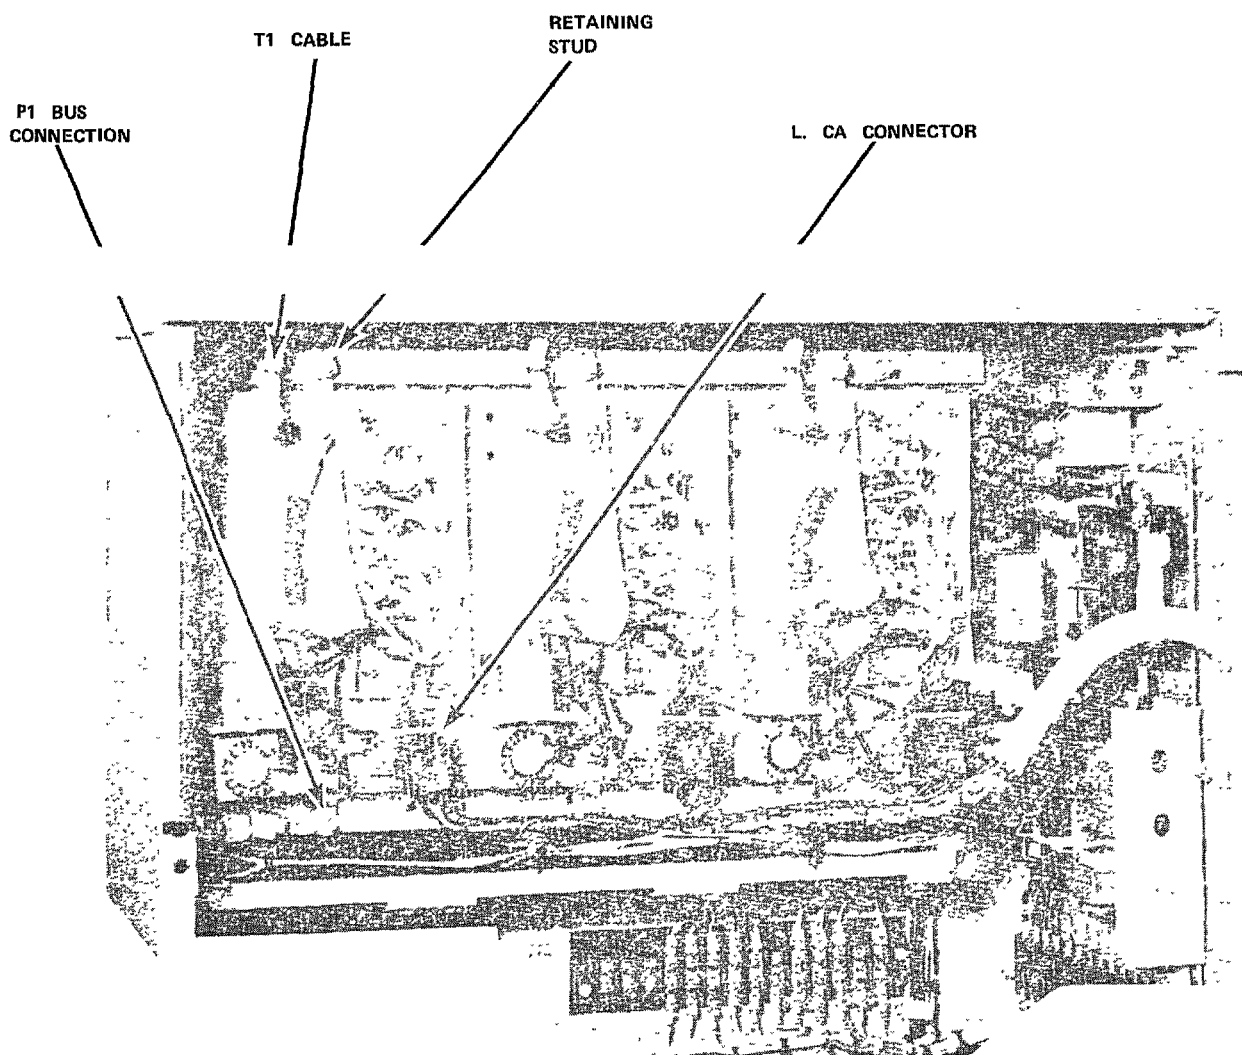 RETAINING
STUD
T1 CABLE
P1 BUS
CONNECTION
L. CA CONNECTOR